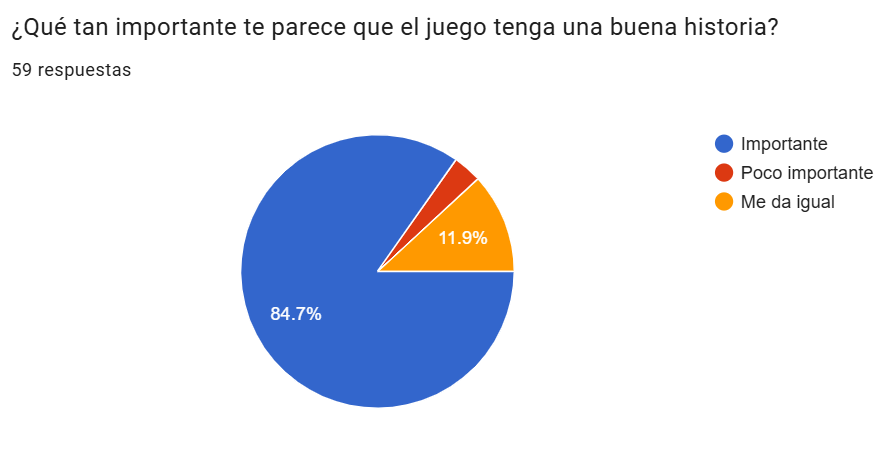 ¿Qué tan importante te parece que el juego tenga una buena historia?
59 respuestas
Importante
Poco importante
Me da igual
11.9%
84.7%